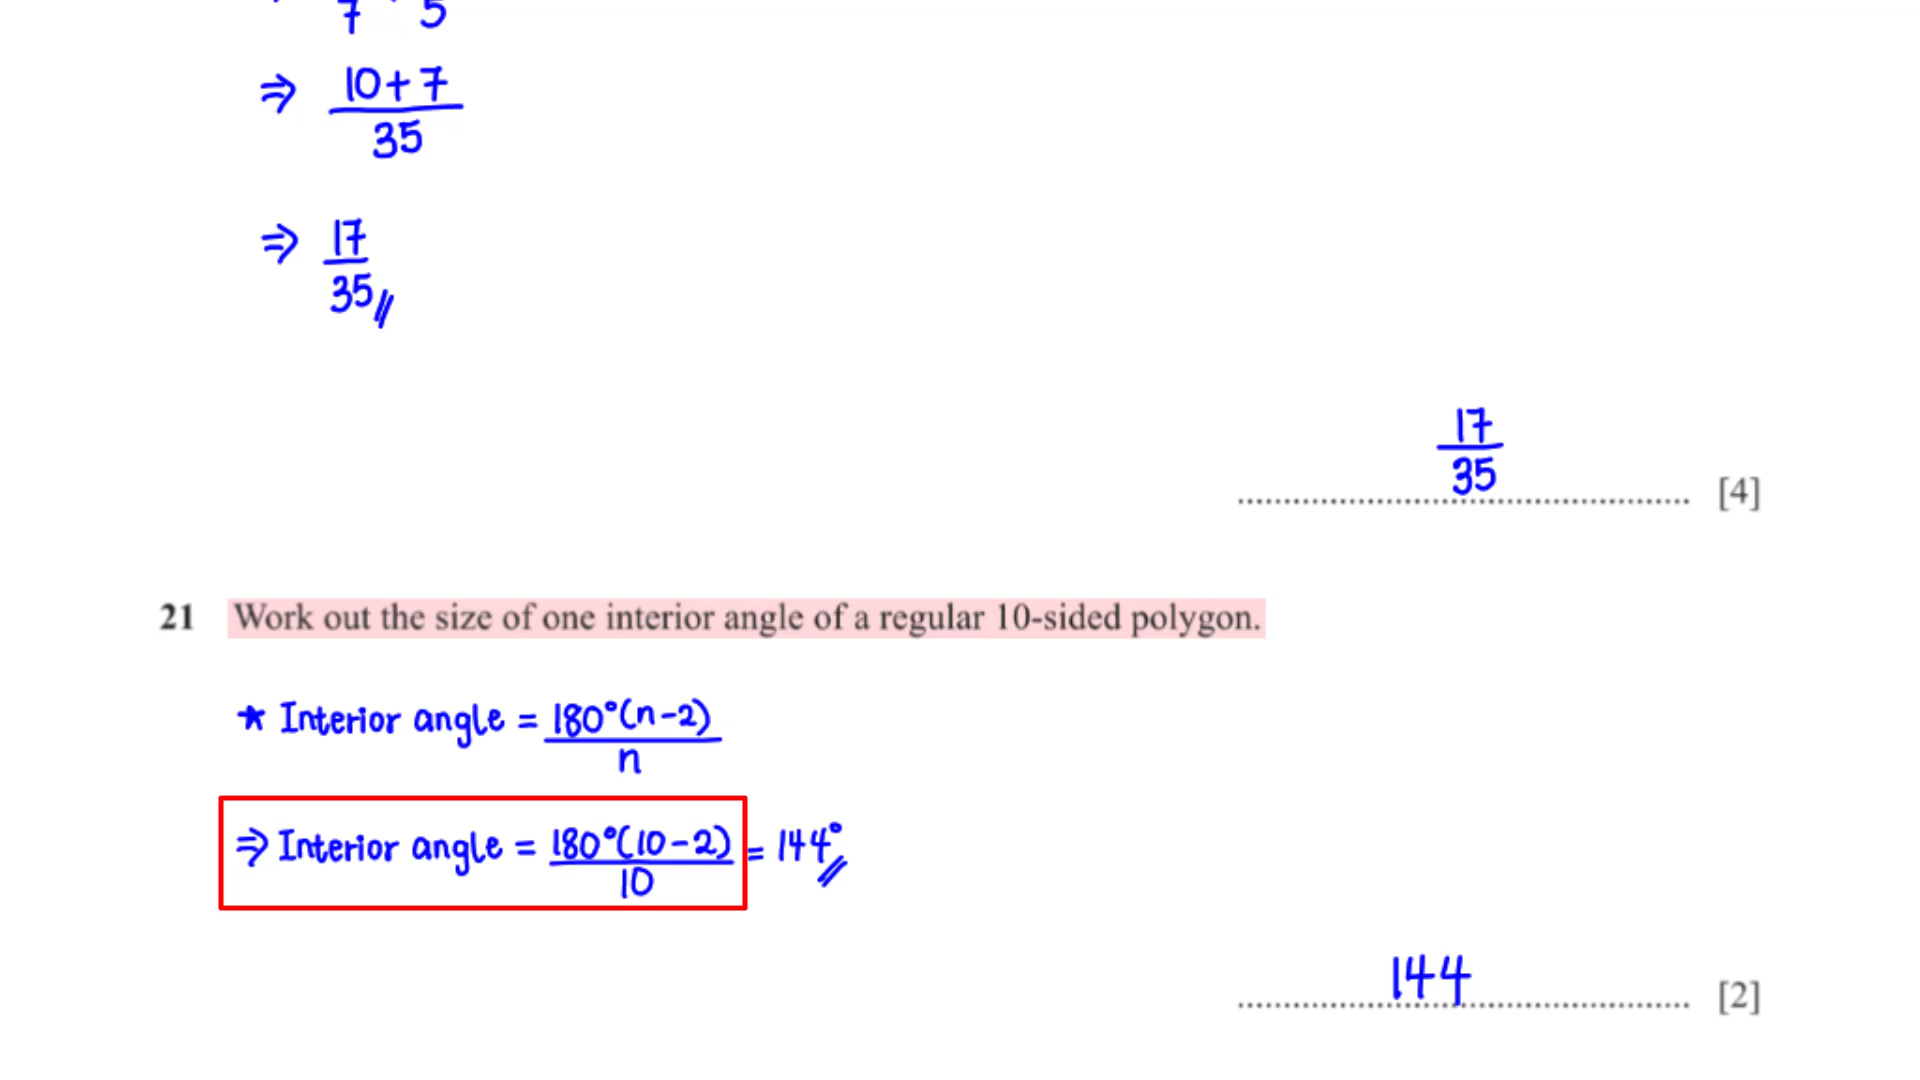 ⇒ 7 5
⇒ 10+7
35
⇒ 17
35 //
17
35
[4]
21 Work out the size of one interior angle of a regular 10-sided polygon.
* Interior angle = 180°(n-2)
n
⇒ Interior angle = 180°(10-2) = 144° //
10
144
[2]